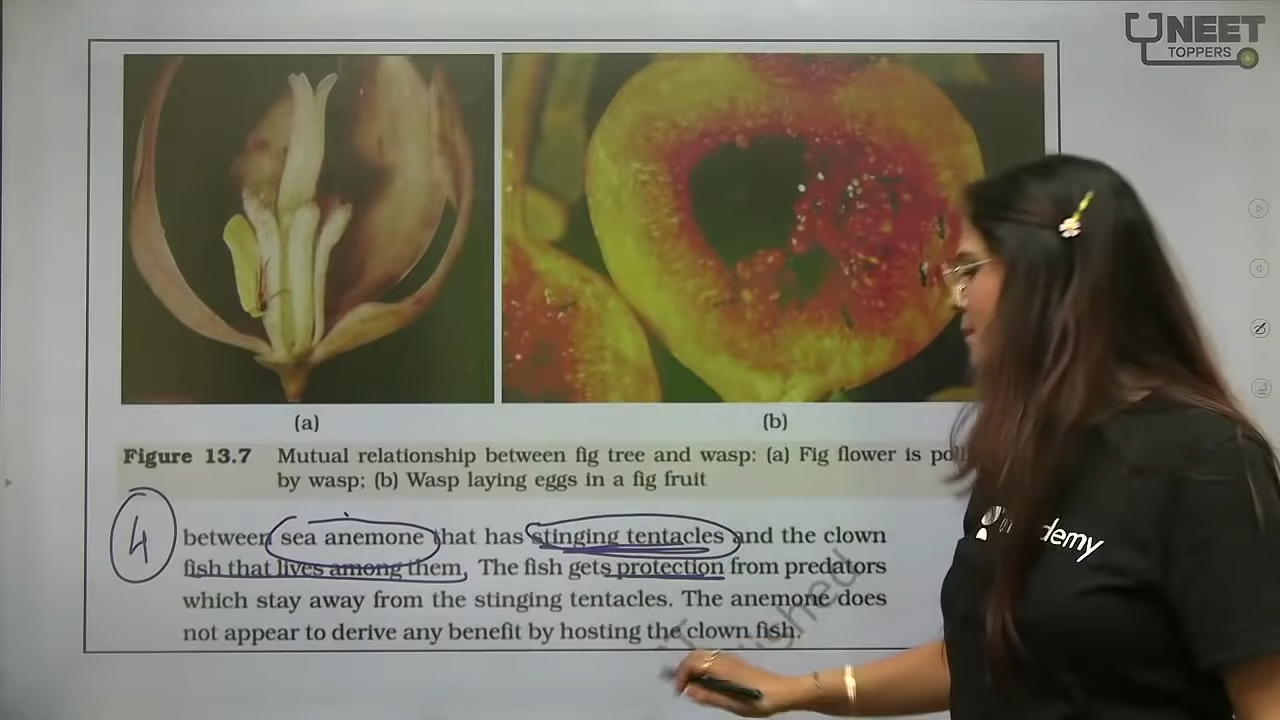 UNEET
TOPPERS
(a)
(b)
Figure 13.7 Mutual relationship between fig tree and wasp: (a) Fig flower is
by wasp; (b) Wasp laying eggs in a fig fruit
4
between sea anemone that has stinging tentacles and the clown
fish that lives among them. The fish gets protection from predators
which stay away from the stinging tentacles. The anemone does
not appear to derive any benefit by hosting the clown fish.